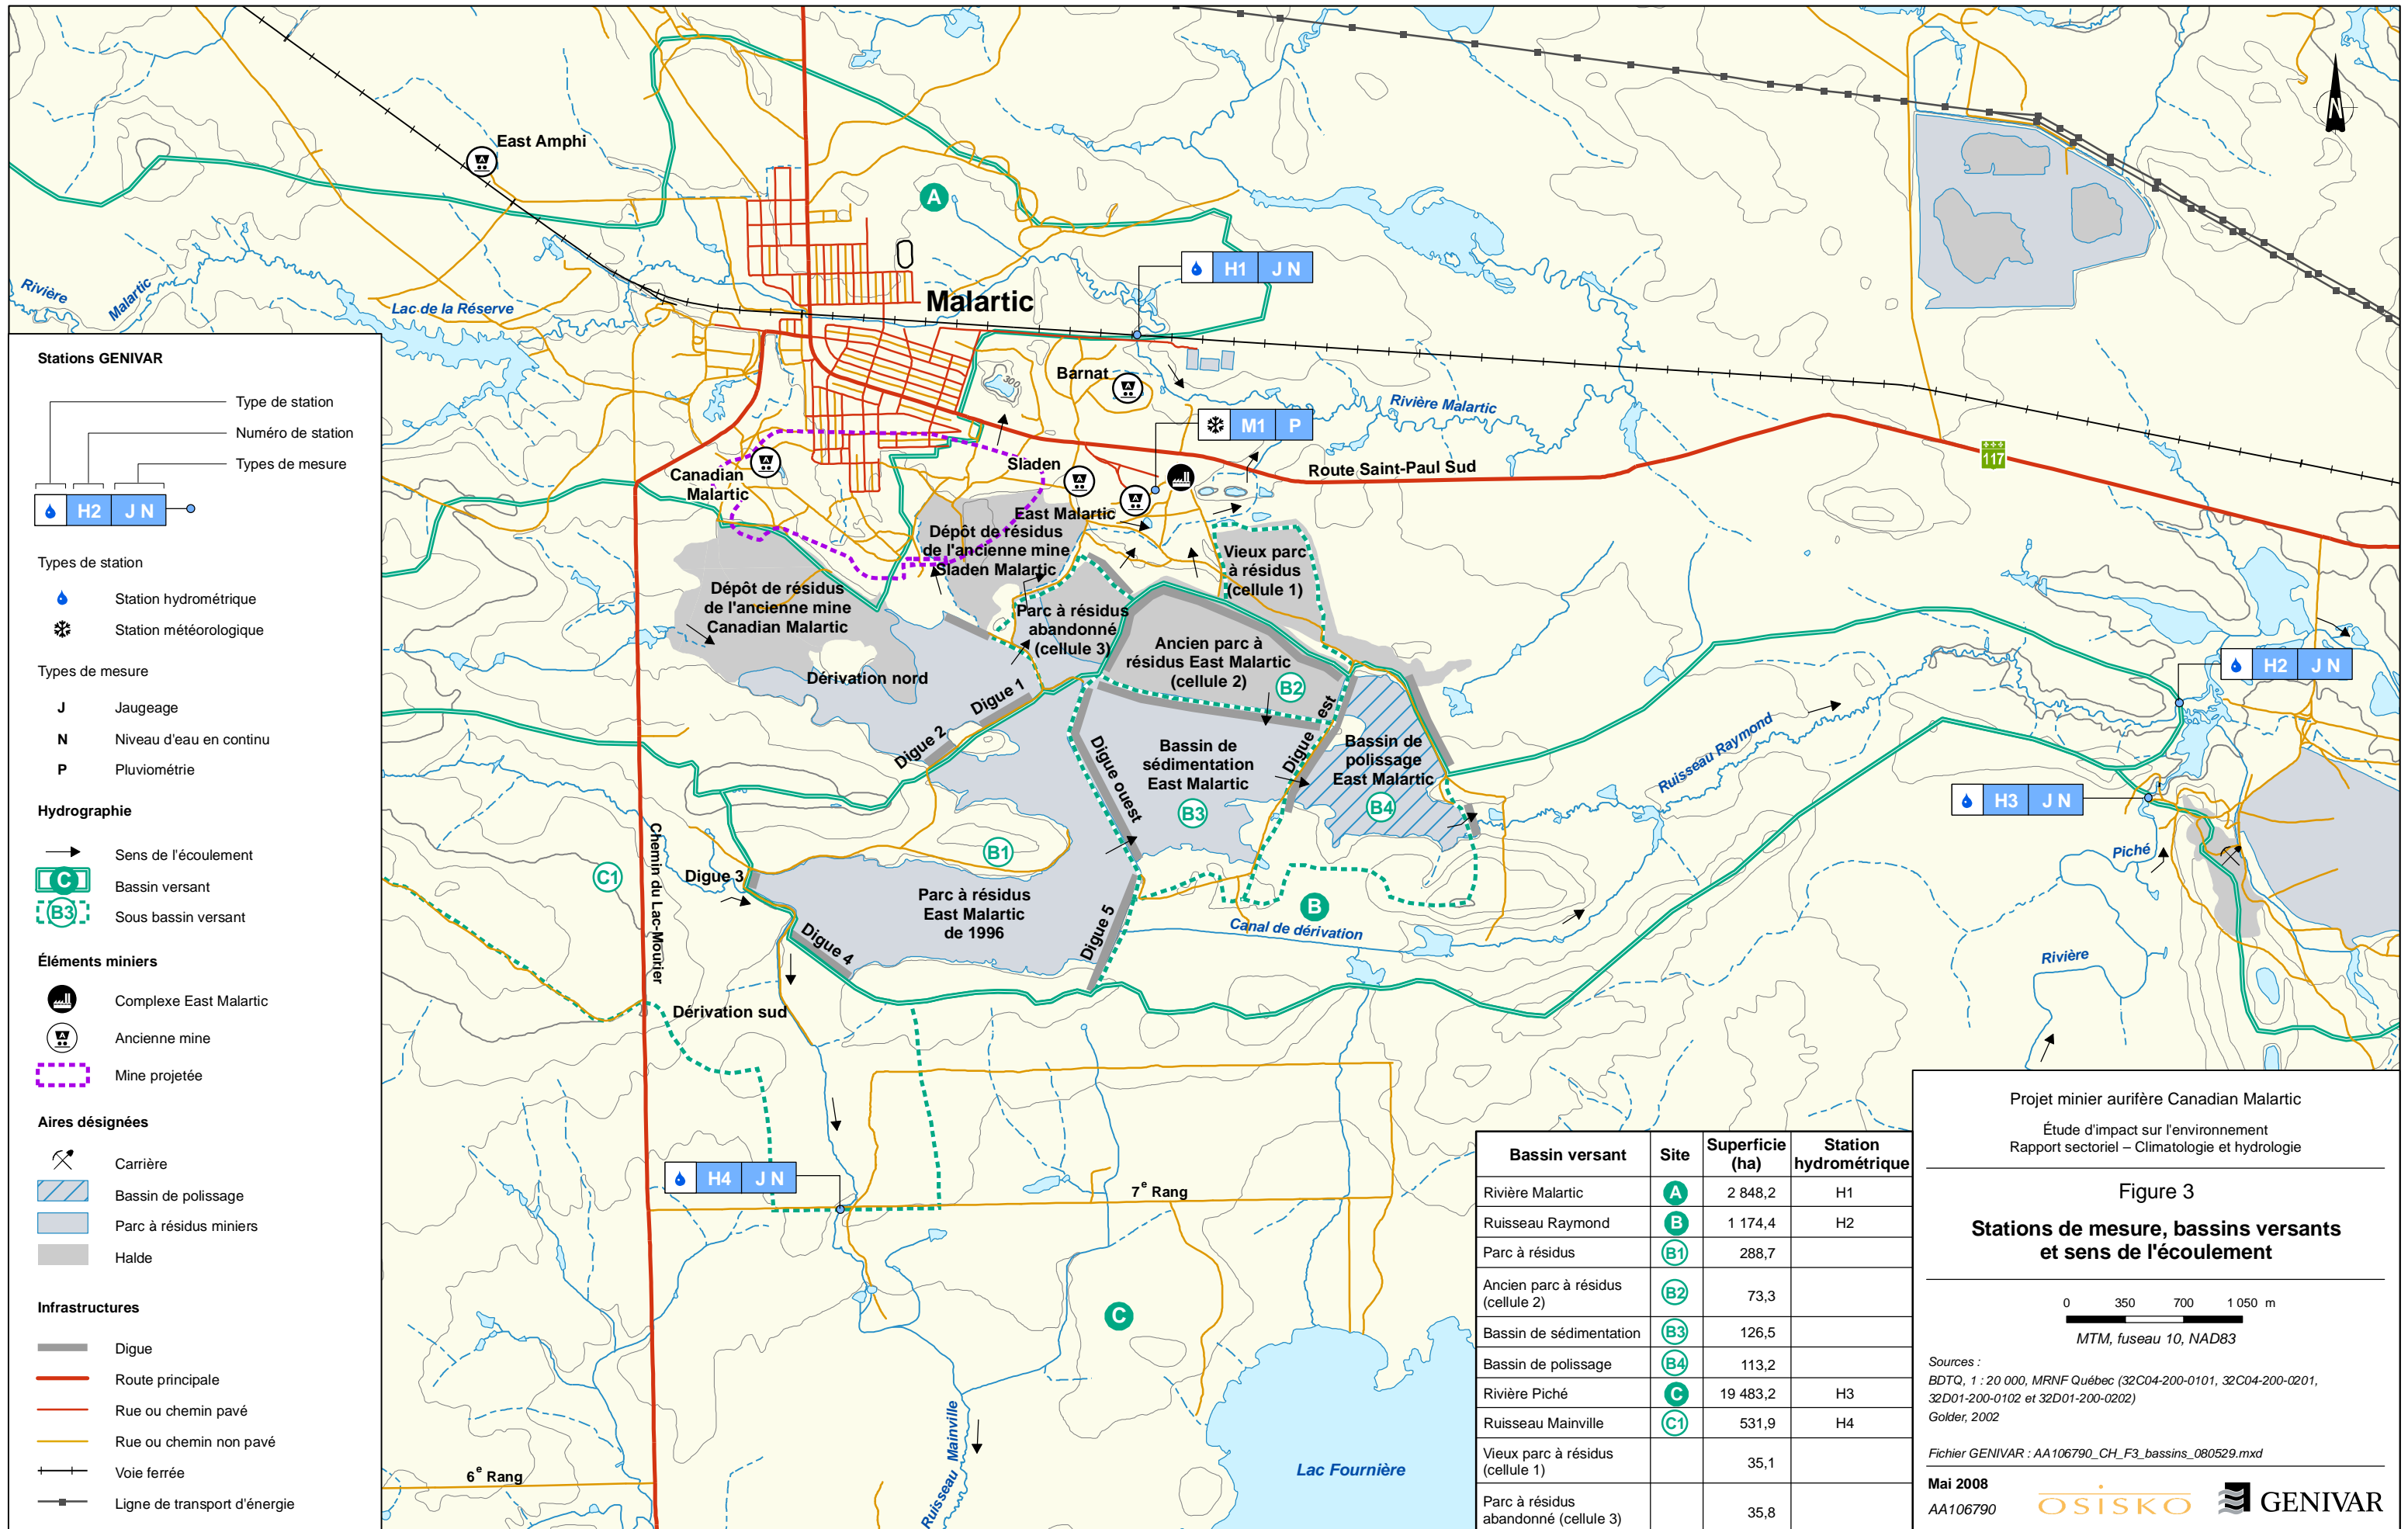 East Amphi
A
Malartic
Rivière
Malartic
Lac de la Réserve
H1 J N
300
Barnat
M1 P
Rivière Malartic
Route Saint-Paul Sud
117
Canadian
Malartic
Sladen
East Malartic
Dépôt de résidus
de l'ancienne mine
Sladen Malartic
Vieux parc
à résidus
(cellule 1)
Dépôt de résidus
de l'ancienne mine
Canadian Malartic
Parc à résidus
abandonné
(cellule 3)
Ancien parc à
résidus East Malartic
(cellule 2)
B2
Dérivation nord
Digue 1
Digue 2
Digue est
Digue ouest
Bassin de
sédimentation
East Malartic
B3
Bassin de
polissage
East Malartic
B4
Ruisseau Raymond
H2 J N
H3 J N
Piché
Rivière
B1
C1
Chemin du Lac-Mourier
Digue 3
Parc à résidus
East Malartic
de 1996
Digue 4
Digue 5
B
Canal de dérivation
Dérivation sud
H4 J N
7e Rang
C
6e Rang
Ruisseau Mainville
Lac Fournière
N
Stations GENIVAR
Type de station
Numéro de station
Types de mesure
H2 J N
Types de station
Station hydrométrique
Station météorologique
Types de mesure
J Jaugeage
N Niveau d'eau en continu
P Pluviométrie
Hydrographie
Sens de l'écoulement
C Bassin versant
B3 Sous bassin versant
Éléments miniers
Complexe East Malartic
Ancienne mine
Mine projetée
Aires désignées
Carrière
Bassin de polissage
Parc à résidus miniers
Halde
Infrastructures
Digue
Route principale
Rue ou chemin pavé
Rue ou chemin non pavé
Voie ferrée
Ligne de transport d'énergie
Bassin versant Site Superficie (ha) Station hydrométrique
Rivière Malartic A 2 848,2 H1
Ruisseau Raymond B 1 174,4 H2
Parc à résidus B1 288,7
Ancien parc à résidus
(cellule 2) B2 73,3
Bassin de sédimentation B3 126,5
Bassin de polissage B4 113,2
Rivière Piché C 19 483,2 H3
Ruisseau Mainville C1 531,9 H4
Vieux parc à résidus
(cellule 1) 35,1
Parc à résidus
abandonné (cellule 3) 35,8
Projet minier aurifère Canadian Malartic
Étude d'impact sur l'environnement
Rapport sectoriel – Climatologie et hydrologie
Figure 3
Stations de mesure, bassins versants
et sens de l'écoulement
0 350 700 1 050 m
MTM, fuseau 10, NAD83
Sources :
BDTQ, 1 : 20 000, MRNF Québec (32C04-200-0101, 32C04-200-0201,
32D01-200-0102 et 32D01-200-0202)
Golder, 2002
Fichier GENIVAR : AA106790_CH_F3_bassins_080529.mxd
Mai 2008
AA106790
OSISKO
GENIVAR